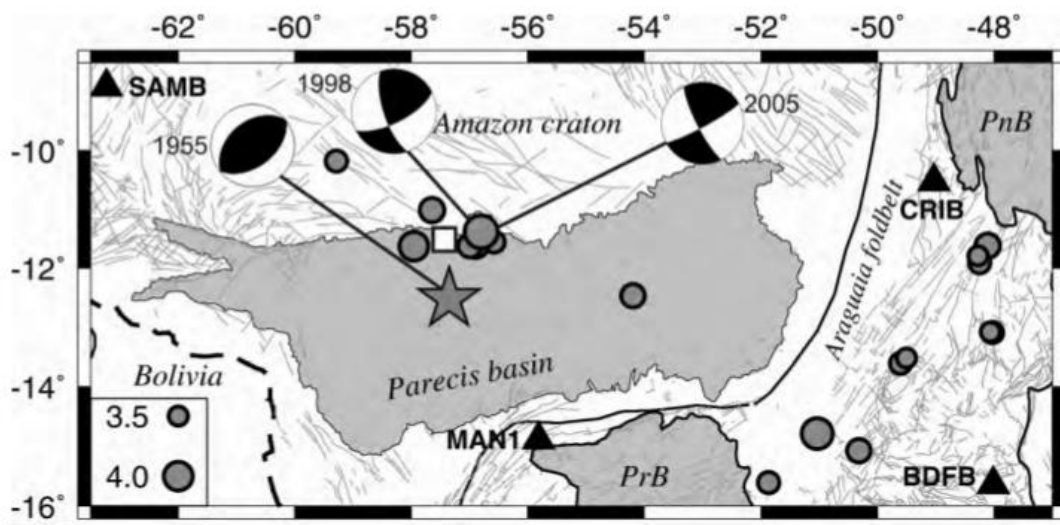 -62° -60° -58° -56° -54° -52° -50° -48°
SAMB
1998
2005
1955
Amazon craton
PnB
-10°
CRIB
Araguaia foldbelt
-12°
Parecis basin
Bolivia
-14°
3.5
MAN1
4.0
PrB
BDFB
-16°